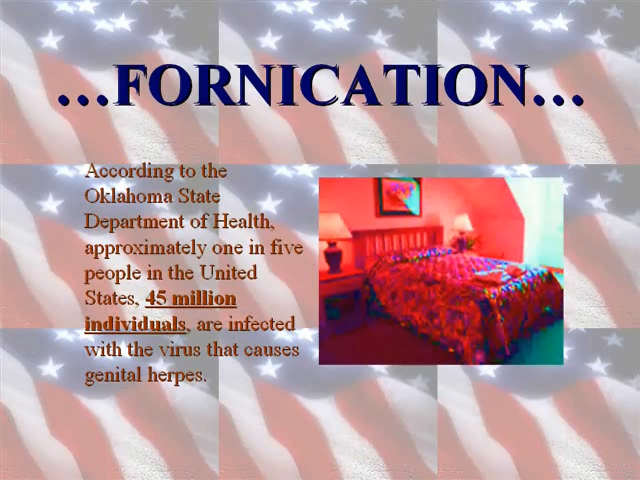 ...FORNICATION...
According to the
Oklahoma State
Department of Health,
approximately one in five
people in the United
States, 45 million
individuals, are infected
with the virus that causes
genital herpes.